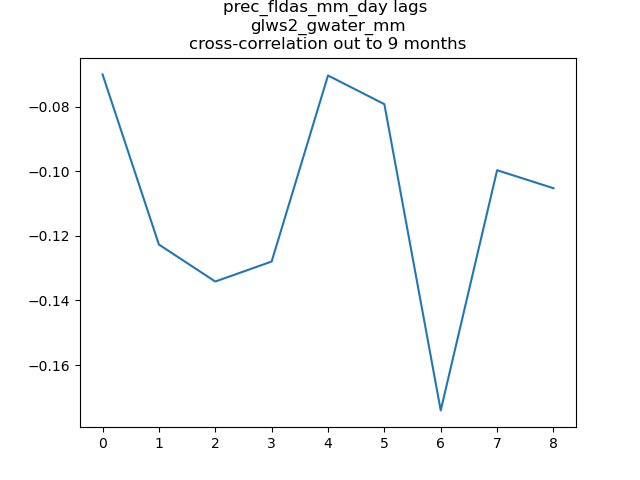 prec_fldas_mm_day lags
glws2_gwater_mm
cross-correlation out to 9 months
−0.08
−0.10
−0.12
−0.14
−0.16
0 1 2 3 4 5 6 7 8